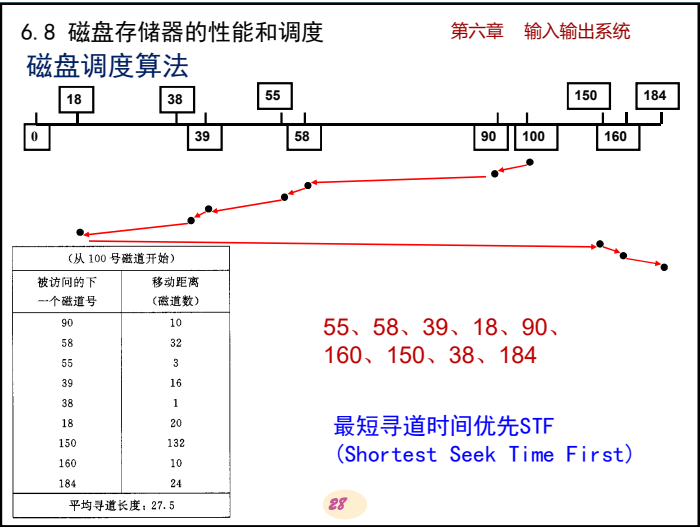 6.8 磁盘存储器的性能和调度
第六章 输入输出系统
磁盘调度算法
18 38 55 150 184
0 39 58 90 100 160
(从 100 号磁道开始)
被访问的下 移动距离
一个磁道号 (磁道数)
90 10
58 32
55 3
39 16
38 1
18 20
150 132
160 10
184 24
平均寻道长度: 27.5
55、58、39、18、90、
160、150、38、184
最短寻道时间优先STF
(Shortest Seek Time First)
28